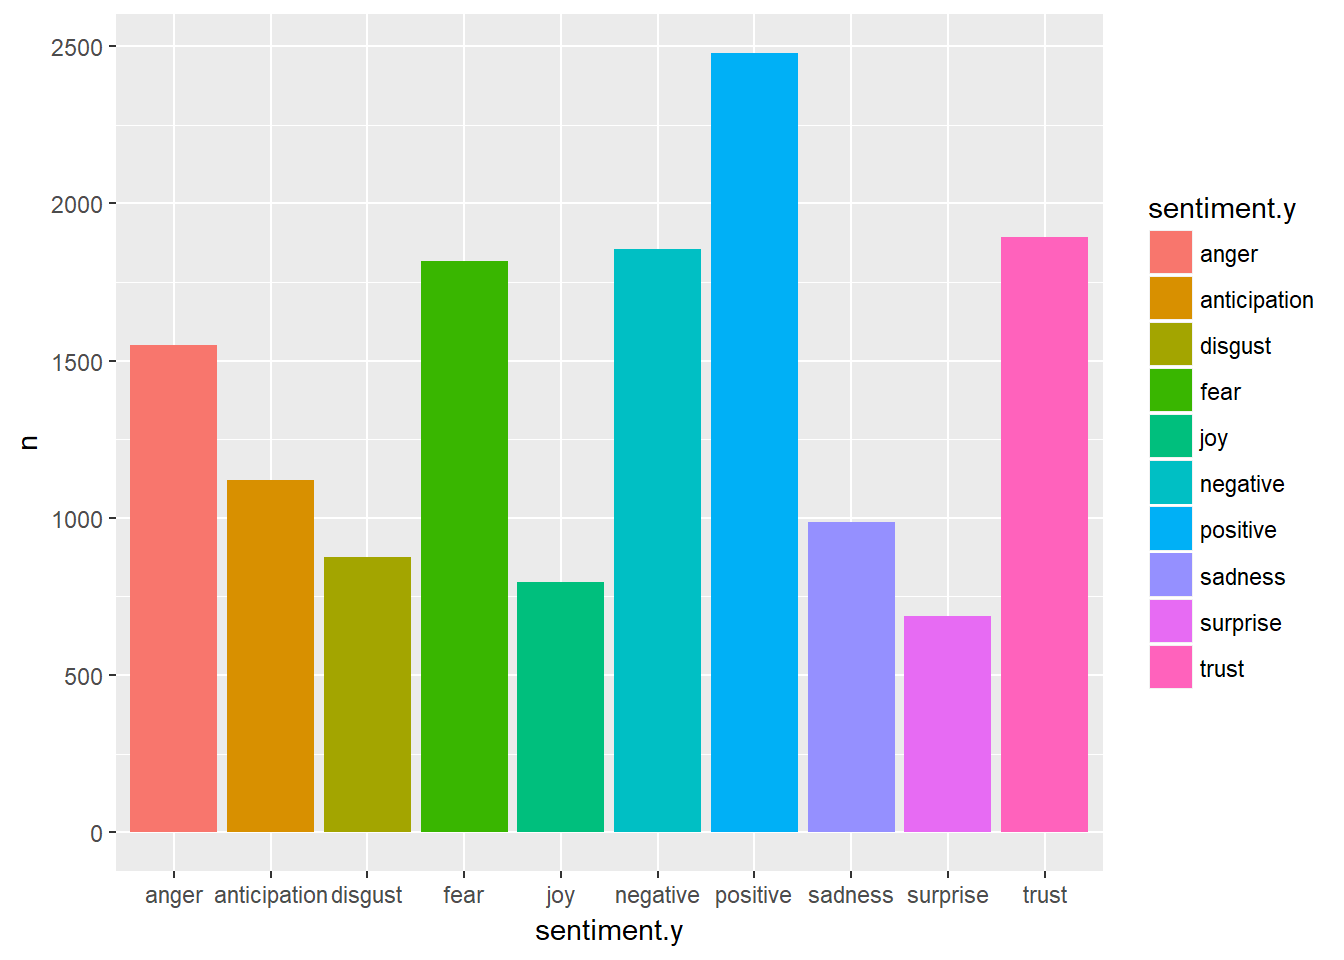 2500
2000
1500
1000
500
0
n
anger anticipation disgust fear joy negative positive sadness surprise trust
sentiment.y
sentiment.y
anger
anticipation
disgust
fear
joy
negative
positive
sadness
surprise
trust